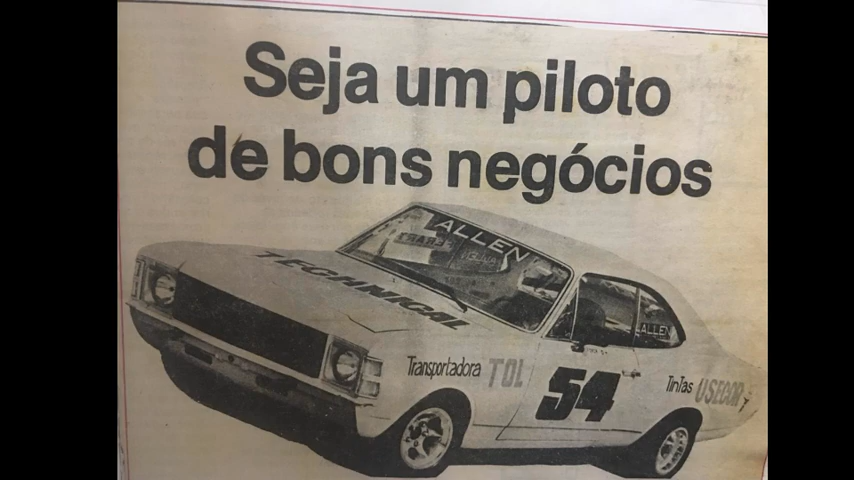 Seja um piloto
de bons negócios
ALLEN
TECHNICAL
ALLEN
Transportadora TOL
54
TinTas USECOR